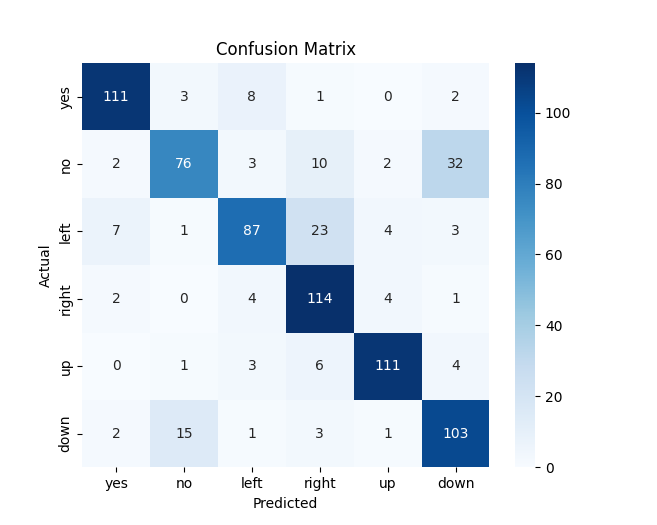 Confusion Matrix
yes 111 3 8 1 0 2
no 2 76 3 10 2 32
left 7 1 87 23 4 3
right 2 0 4 114 4 1
up 0 1 3 6 111 4
down 2 15 1 3 1 103
yes no left right up down
Predicted
Actual
100
80
60
40
20
0